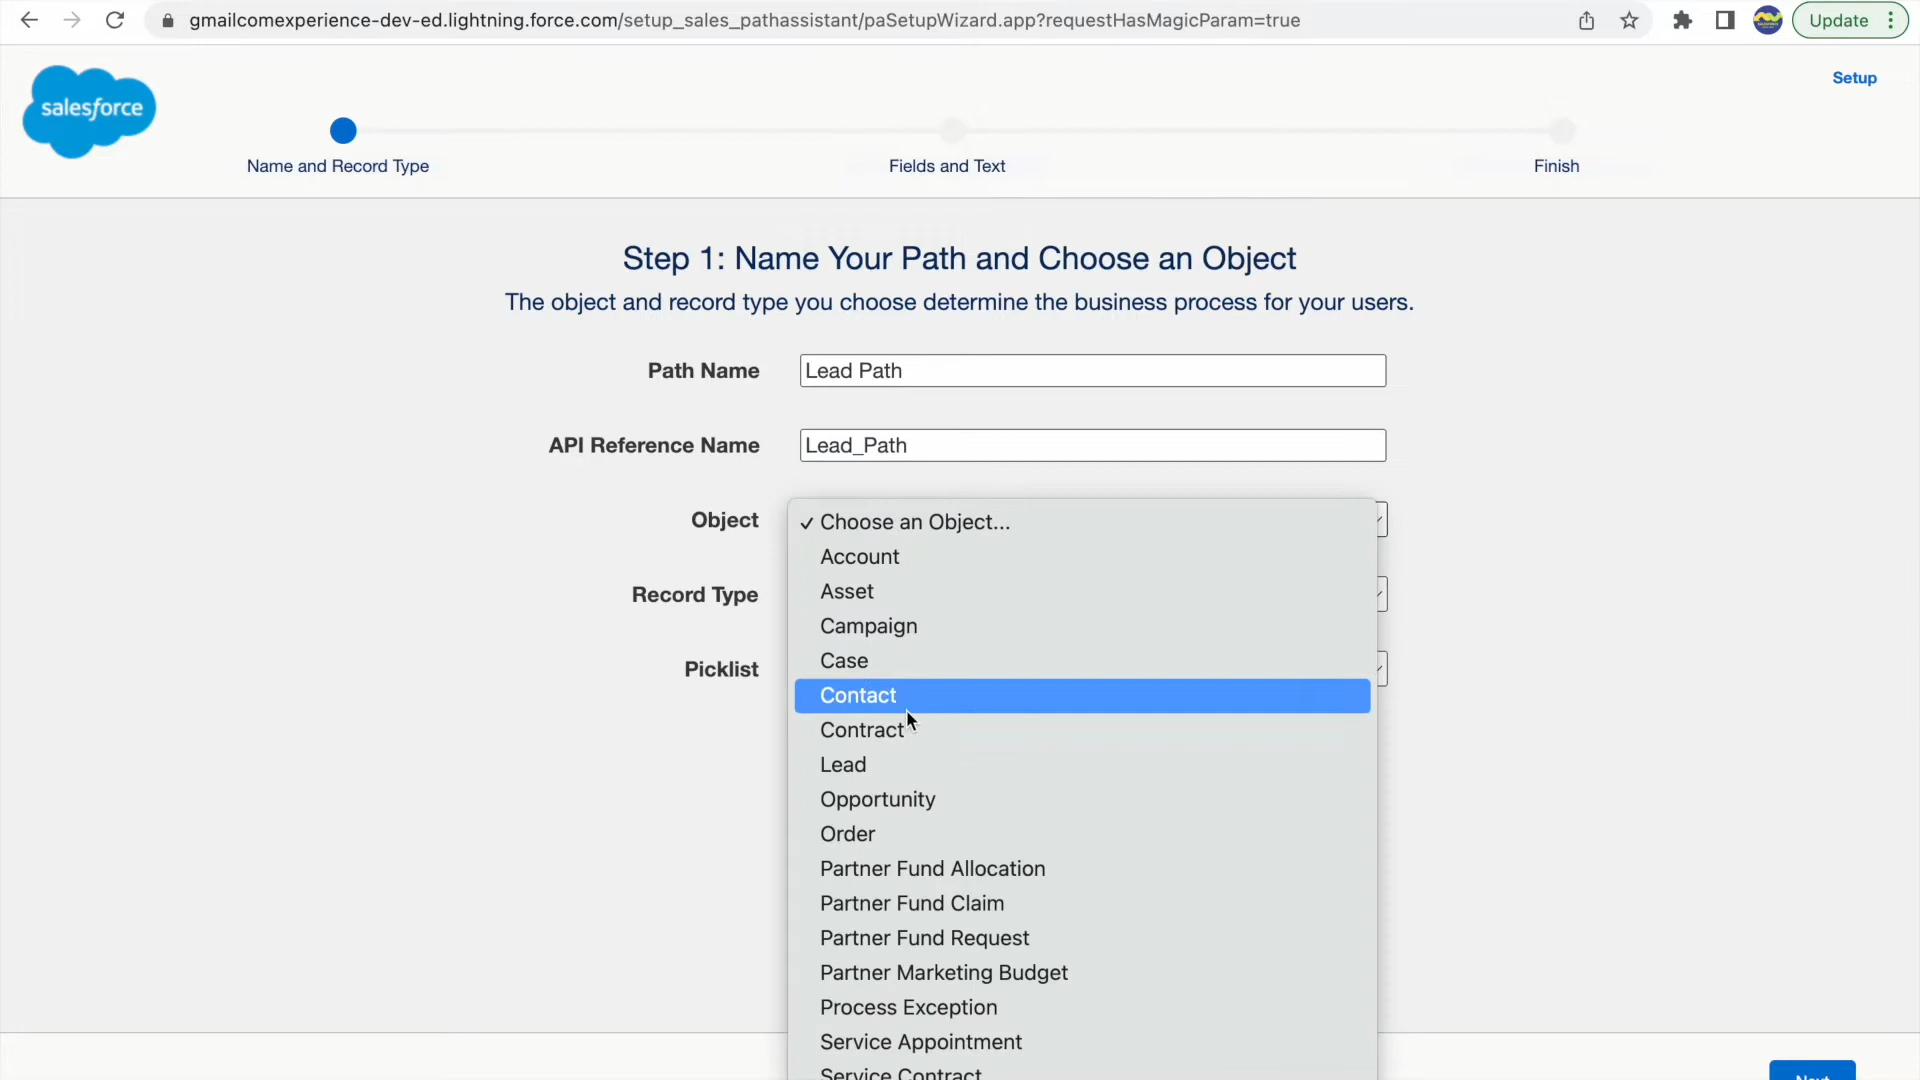 gmailcomexperience-dev-ed.lightning.force.com/setup_sales_pathassistant/paSetupWizard.app?requestHasMagicParam=true
Update
salesforce
Setup
Name and Record Type
Fields and Text
Finish
Step 1: Name Your Path and Choose an Object
The object and record type you choose determine the business process for your users.
Path Name
Lead Path
API Reference Name
Lead_Path
Object
✓ Choose an Object...
Account
Asset
Record Type
Campaign
Case
Picklist
Contact
Contract
Lead
Opportunity
Order
Partner Fund Allocation
Partner Fund Claim
Partner Fund Request
Partner Marketing Budget
Process Exception
Service Appointment
Service Contract
Next